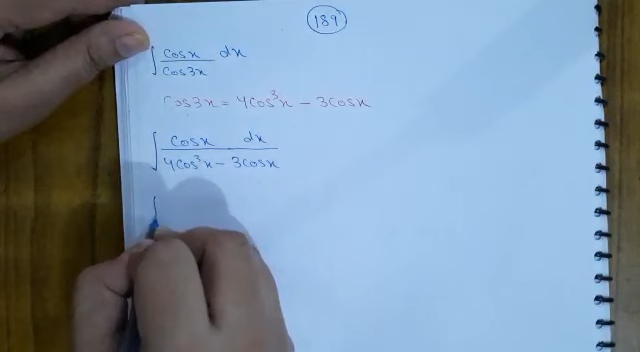 189
∫ cosx/cos3x dx
cos3x = 4cos³x − 3cosx
∫ cosx dx/4cos³x − 3cosx
∫